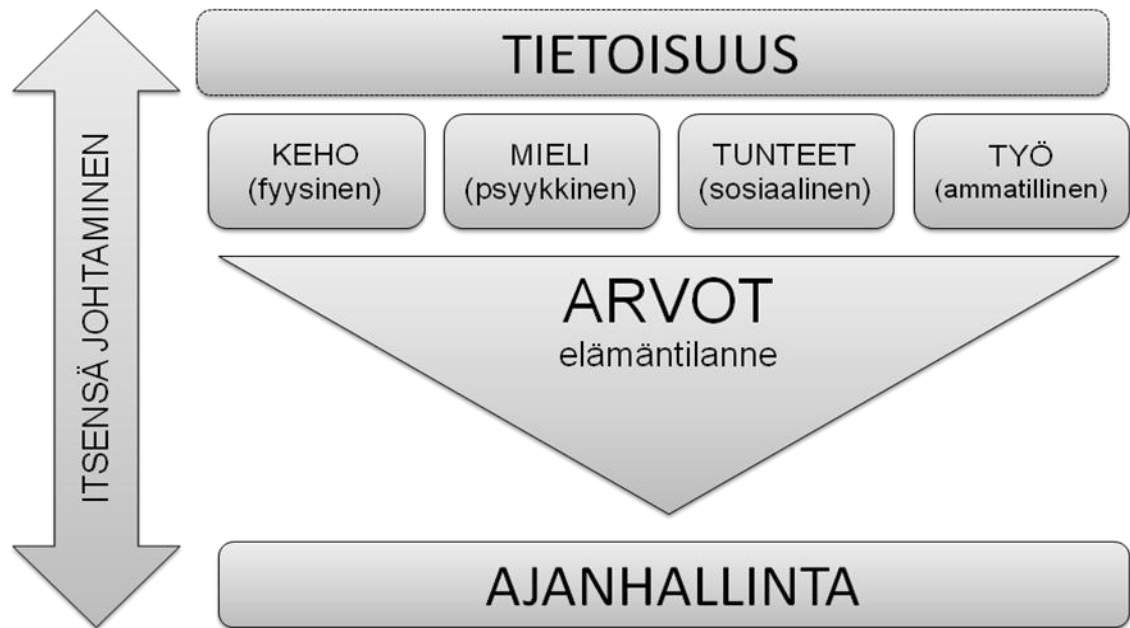 TIETOISUUS
ITSENSÄ JOHTAMINEN
KEHO
(fyysinen)
MIELI
(psyykkinen)
TUNTEET
(sosiaalinen)
TYÖ
(ammatillinen)
ARVOT
elämäntilanne
AJANHALLINTA